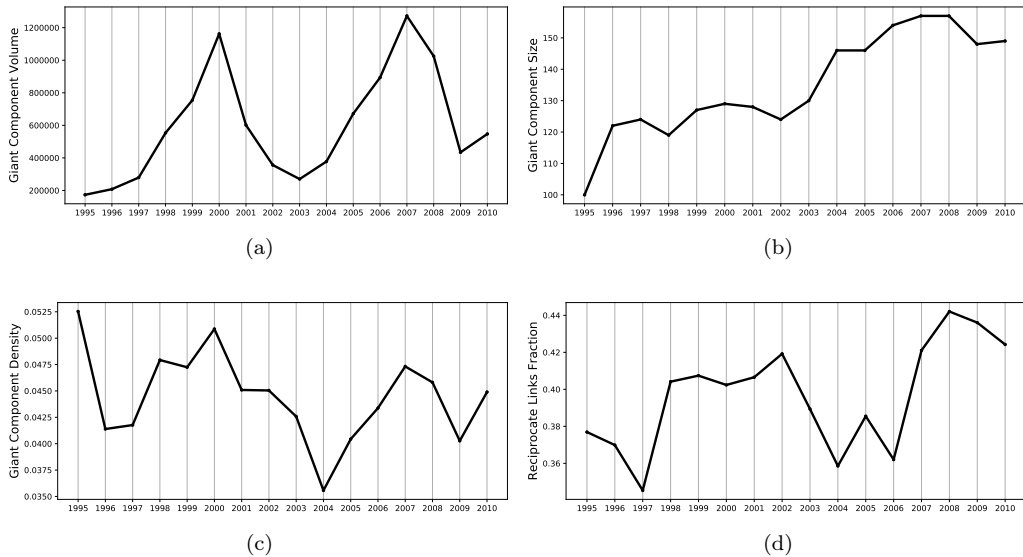 Giant Component Volume
1200000
1000000
800000
600000
400000
200000
1995 1996 1997 1998 1999 2000 2001 2002 2003 2004 2005 2006 2007 2008 2009 2010
(a)
Giant Component Size
150
140
130
120
110
100
1995 1996 1997 1998 1999 2000 2001 2002 2003 2004 2005 2006 2007 2008 2009 2010
(b)
Giant Component Density
0.0525
0.0500
0.0475
0.0450
0.0425
0.0400
0.0375
0.0350
1995 1996 1997 1998 1999 2000 2001 2002 2003 2004 2005 2006 2007 2008 2009 2010
(c)
Reciprocate Links Fraction
0.44
0.42
0.40
0.38
0.36
1995 1996 1997 1998 1999 2000 2001 2002 2003 2004 2005 2006 2007 2008 2009 2010
(d)